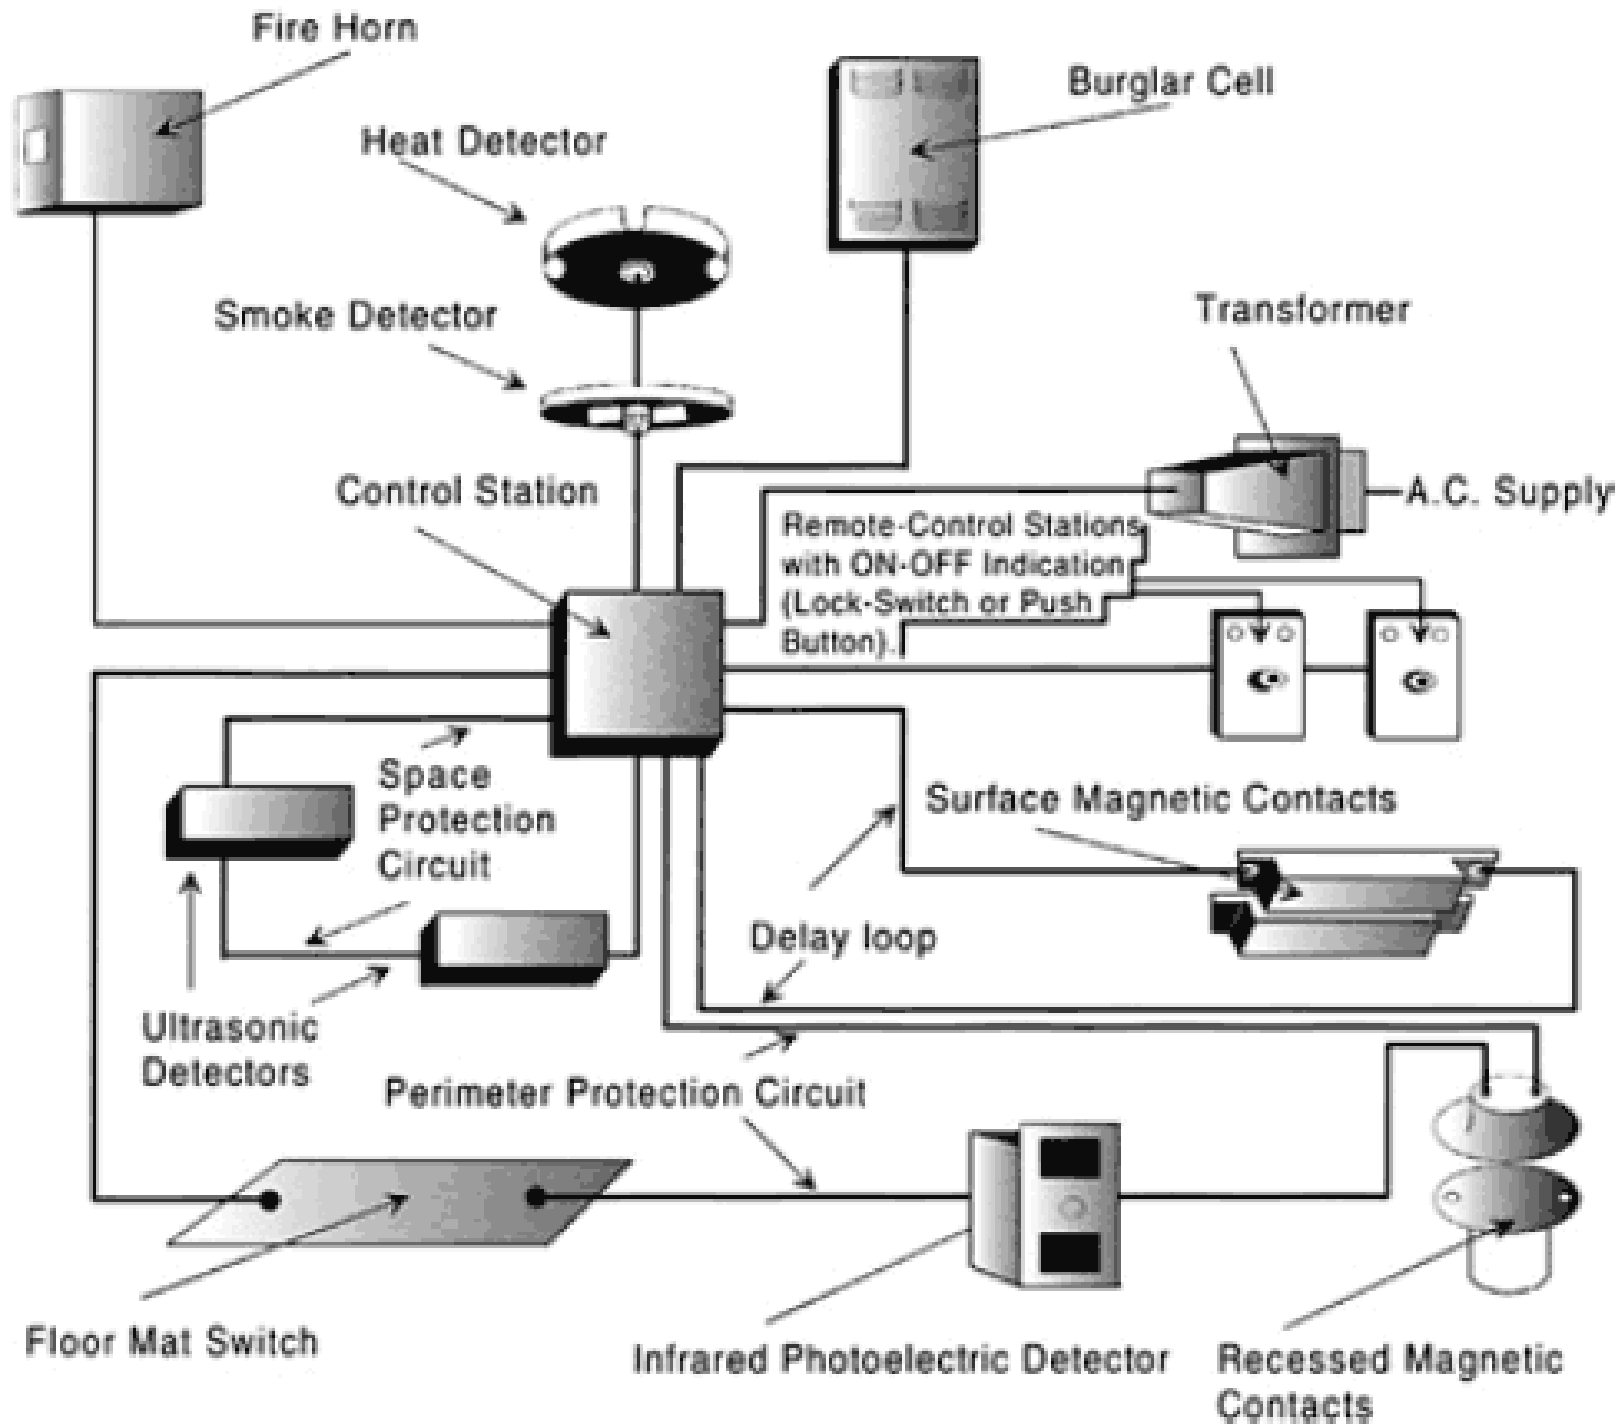 Fire Horn
Burglar Cell
Heat Detector
Smoke Detector
Transformer
Control Station
A.C. Supply
Remote-Control Stations
with ON-OFF Indication
(Lock-Switch or Push
Button).
Space
Protection
Circuit
Surface Magnetic Contacts
Delay loop
Ultrasonic
Detectors
Perimeter Protection Circuit
Floor Mat Switch
Infrared Photoelectric Detector
Recessed Magnetic
Contacts